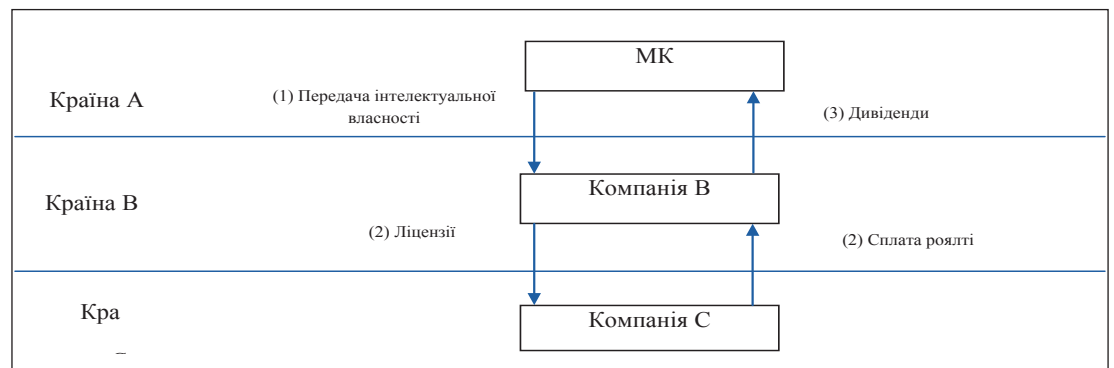 МК
Країна А
(1) Передача інтелектуальної
власності
(3) Дивіденди
Компанія В
Країна В
(2) Ліцензії
(2) Сплата роялті
Кра
Компанія С